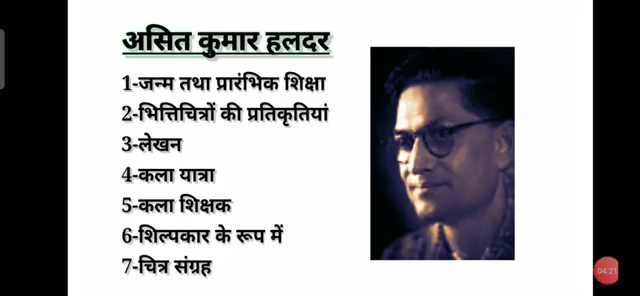 असित कुमार हलदर
1-जन्म तथा प्रारंभिक शिक्षा
2-भित्तिचित्रों की प्रतिकृतियां
3-लेखन
4-कला यात्रा
5-कला शिक्षक
6-शिल्पकार के रूप में
7-चित्र संग्रह
04:21